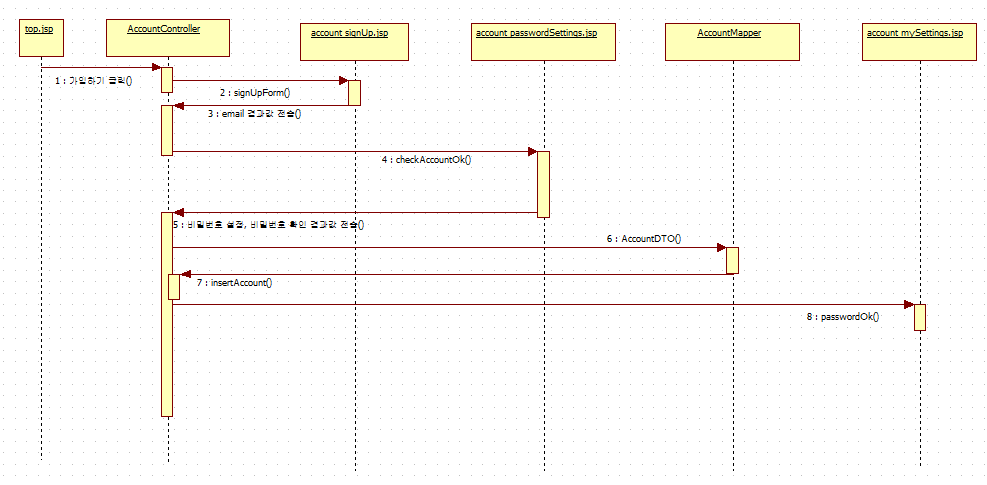 top.jsp
AccountController
account signUp.jsp
account passwordSettings.jsp
AccountMapper
account mySettings.jsp
1 : 가입하기 클릭()
2 : signUpForm()
3 : email 결과값 전송()
4 : checkAccountOk()
5 : 비밀번호 설정, 비밀번호 확인 결과값 전송()
6 : AccountDTO()
7 : insertAccount()
8 : passwordOk()